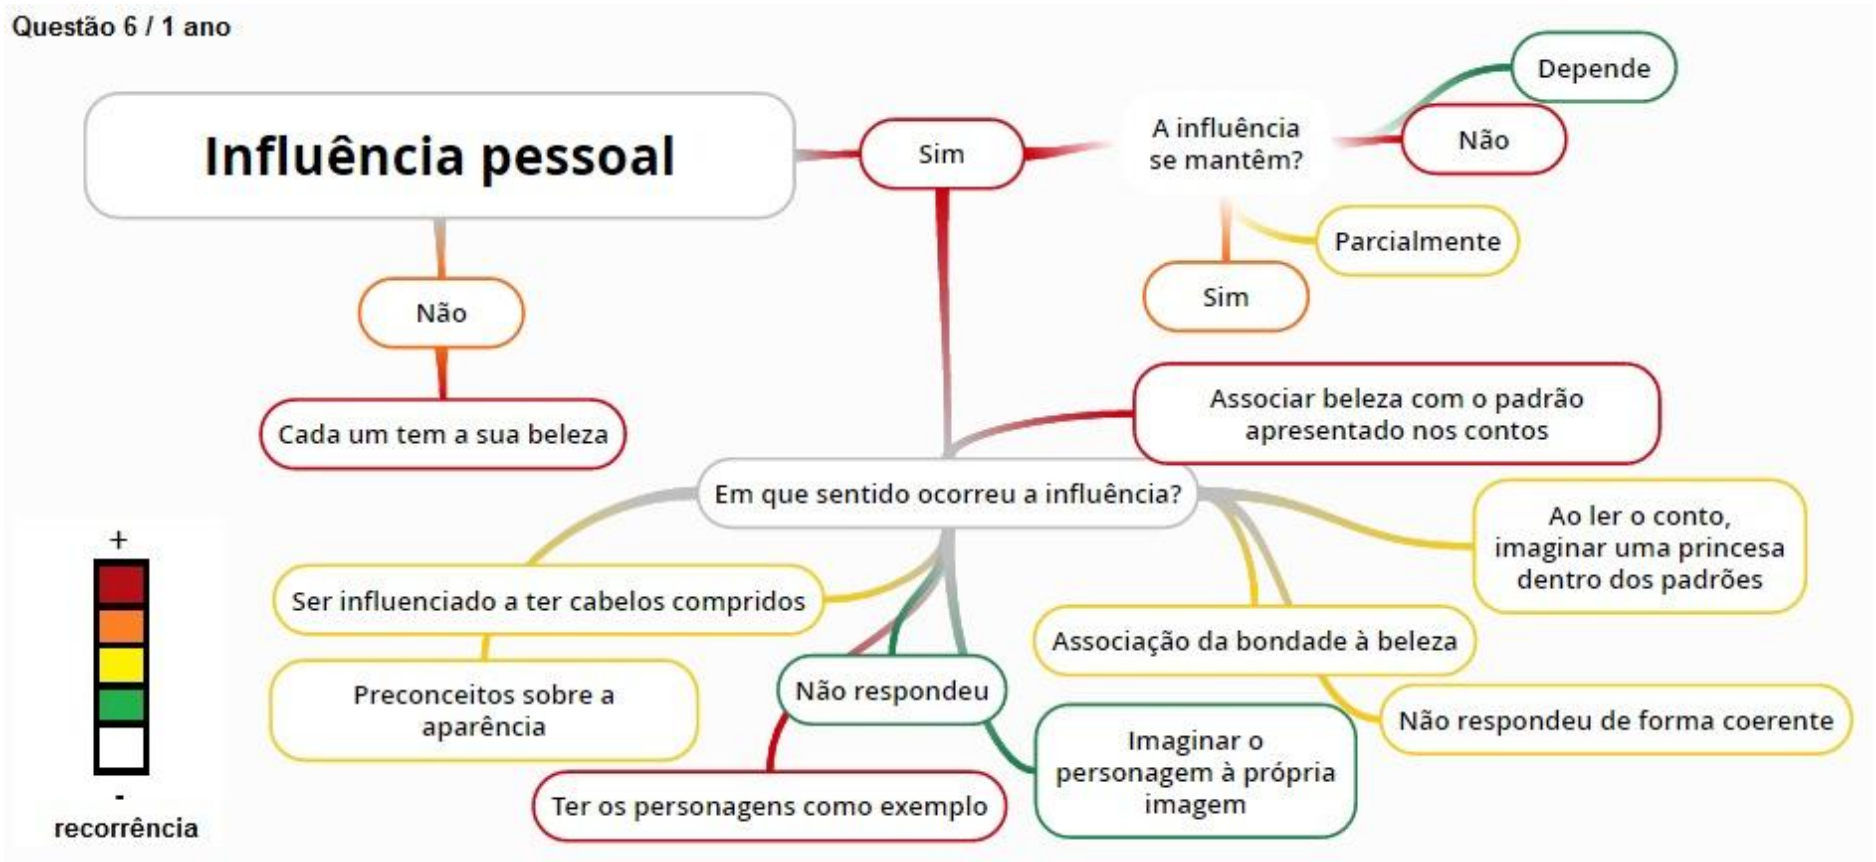 Questão 6 / 1 ano
Influência pessoal
Sim
A influência
se mantêm?
Depende
Não
Parcialmente
Sim
Não
Cada um tem a sua beleza
Associar beleza com o padrão
apresentado nos contos
Em que sentido ocorreu a influência?
Ao ler o conto,
imaginar uma princesa
dentro dos padrões
Ser influenciado a ter cabelos compridos
Associação da bondade à beleza
Preconceitos sobre a
aparência
Não respondeu
Não respondeu de forma coerente
Imaginar o
personagem à própria
imagem
Ter os personagens como exemplo
+
-
recorrência